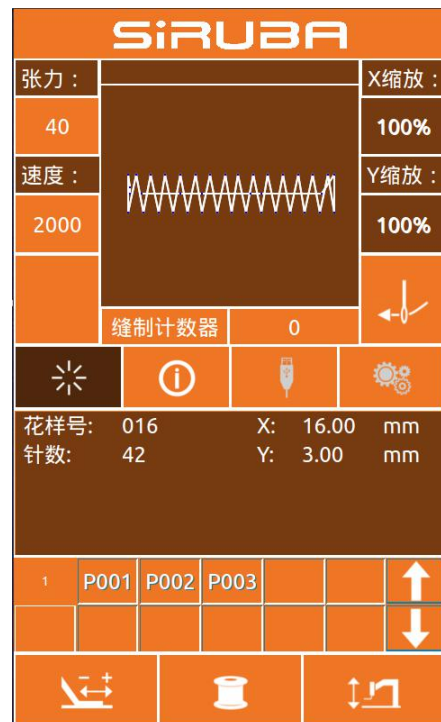 SiRUBA
张力：
X缩放：
40
100%
速度：
Y缩放：
2000
100%
缝制计数器 0
花样号: 016 X: 16.00 mm
针数: 42 Y: 3.00 mm
1 P001 P002 P003